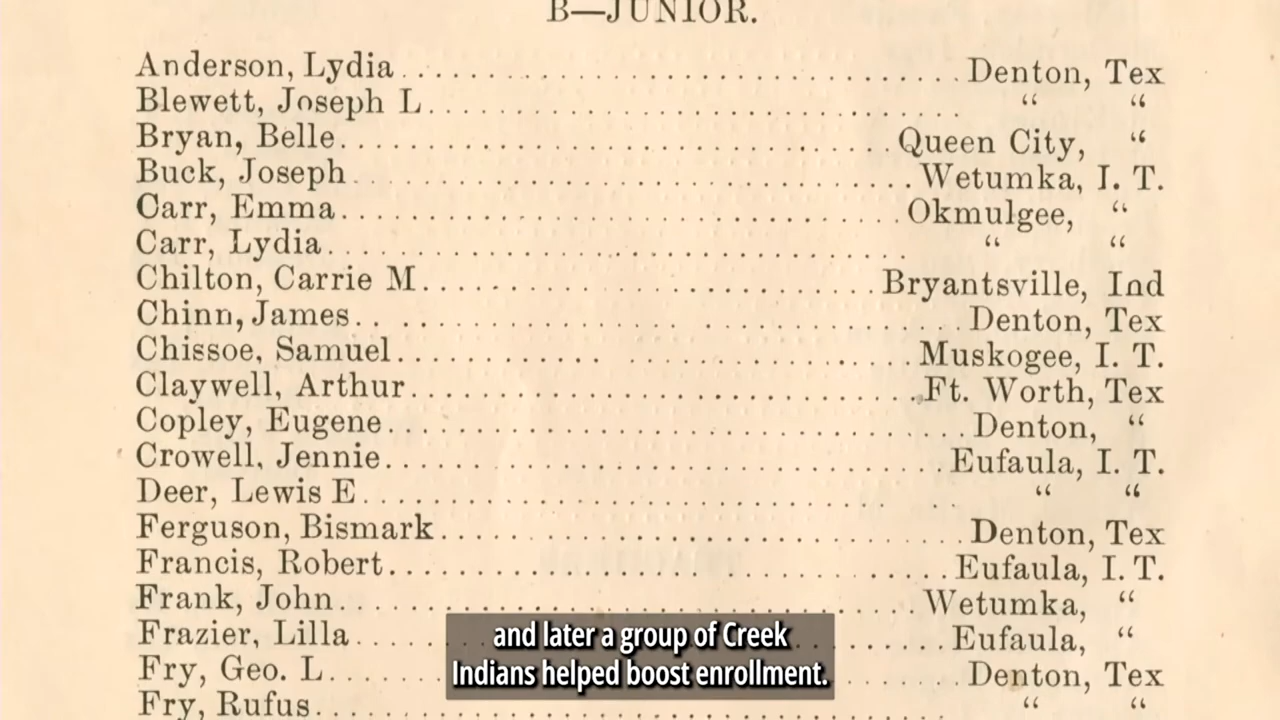 B—JUNIOR.
Anderson, Lydia.......................Denton, Tex
Blewett, Joseph L....................... “ “
Bryan, Belle.......................Queen City, “
Buck, Joseph.......................Wetumka, I. T.
Carr, Emma.......................Okmulgee, “
Carr, Lydia....................... “ “
Chilton, Carrie M.......................Bryantsville, Ind
Chinn, James.......................Denton, Tex
Chissoe, Samuel.......................Muskogee, I. T.
Claywell, Arthur.......................Ft. Worth, Tex
Copley, Eugene.......................Denton, “
Crowell, Jennie.......................Eufaula, I. T.
Deer, Lewis E....................... “ “
Ferguson, Bismark.......................Denton, Tex
Francis, Robert.......................Eufaula, I. T.
Frank, John.......................Wetumka, “
Frazier, Lilla.......................Eufaula, “
Fry, Geo. L.......................Denton, Tex
Fry, Rufus....................... “ “
and later a group of Creek
Indians helped boost enrollment.